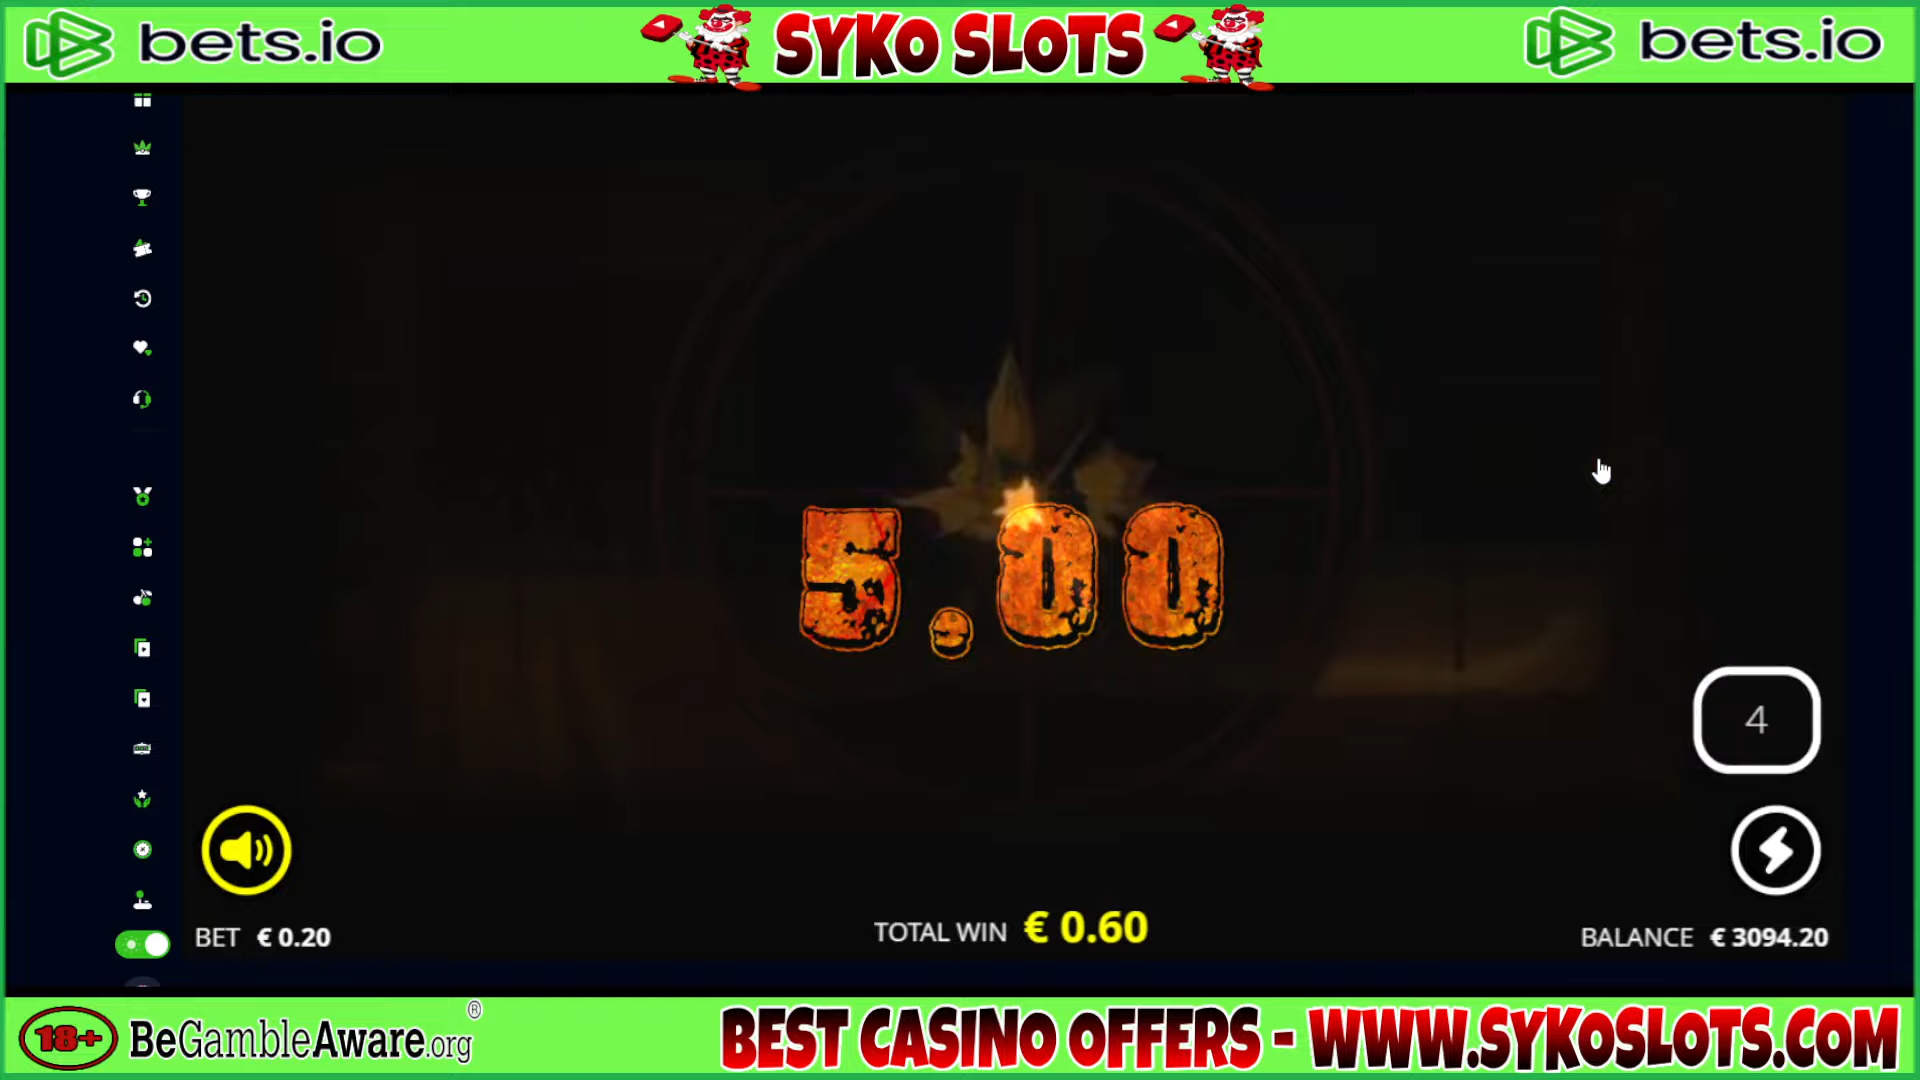 bets.io
SYKO SLOTS
bets.io
5.00
4
BET € 0.20
TOTAL WIN € 0.60
BALANCE € 3094.20
18+ BeGambleAware.org®
BEST CASINO OFFERS - WWW.SYKOSLOTS.COM